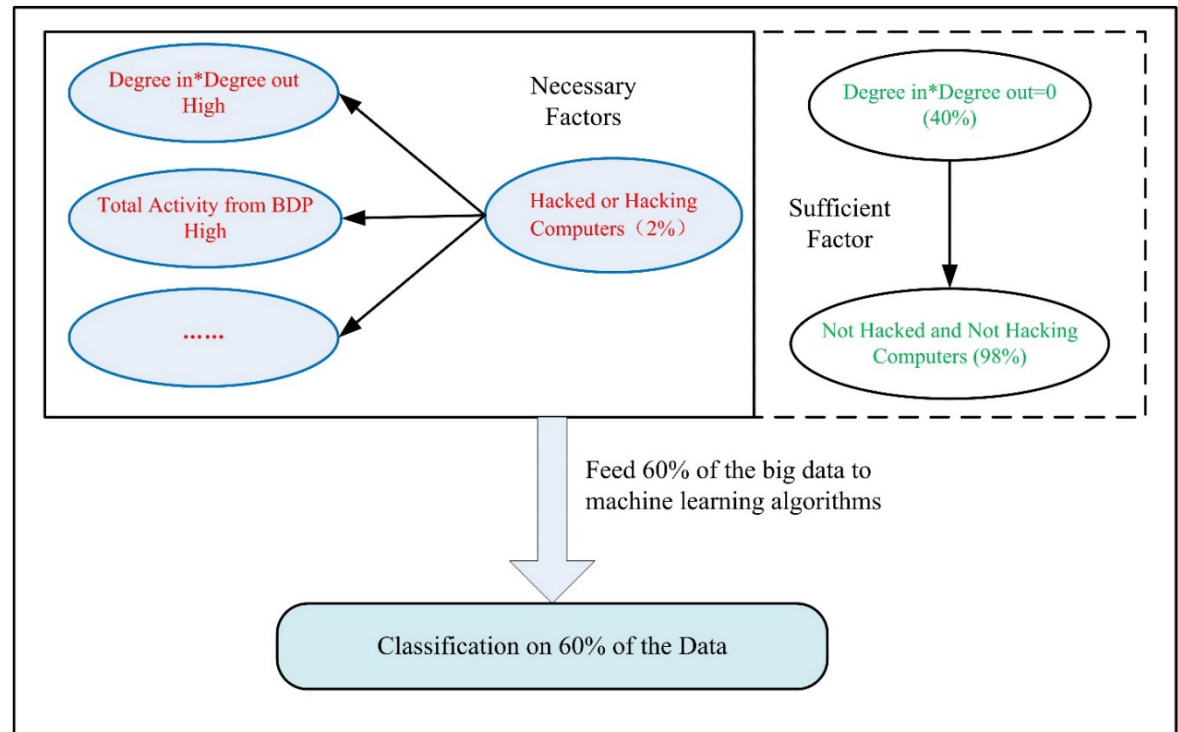 Degree in*Degree out
High
Necessary
Factors
Total Activity from BDP
High
Hacked or Hacking
Computers（2%）
……
Degree in*Degree out=0
(40%)
Sufficient
Factor
Not Hacked and Not Hacking
Computers (98%)
Feed 60% of the big data to
machine learning algorithms
Classification on 60% of the Data